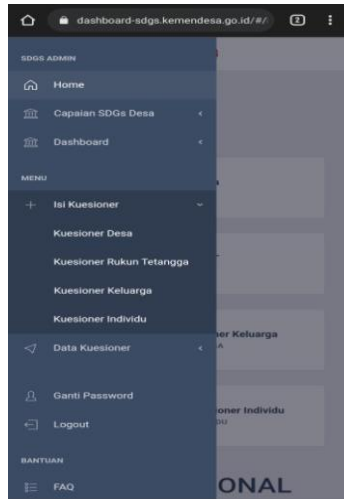 dashboard-sdgs.kemendesa.go.id/#/
2
SDGS ADMIN
Home
Capaian SDGs Desa
Dashboard
MENU
Isi Kuesioner
Kuesioner Desa
Kuesioner Rukun Tetangga
Kuesioner Keluarga
Kuesioner Individu
Data Kuesioner
Ganti Password
Logout
BANTUAN
FAQ
ner Keluarga
oner Individu
DU
ONAL